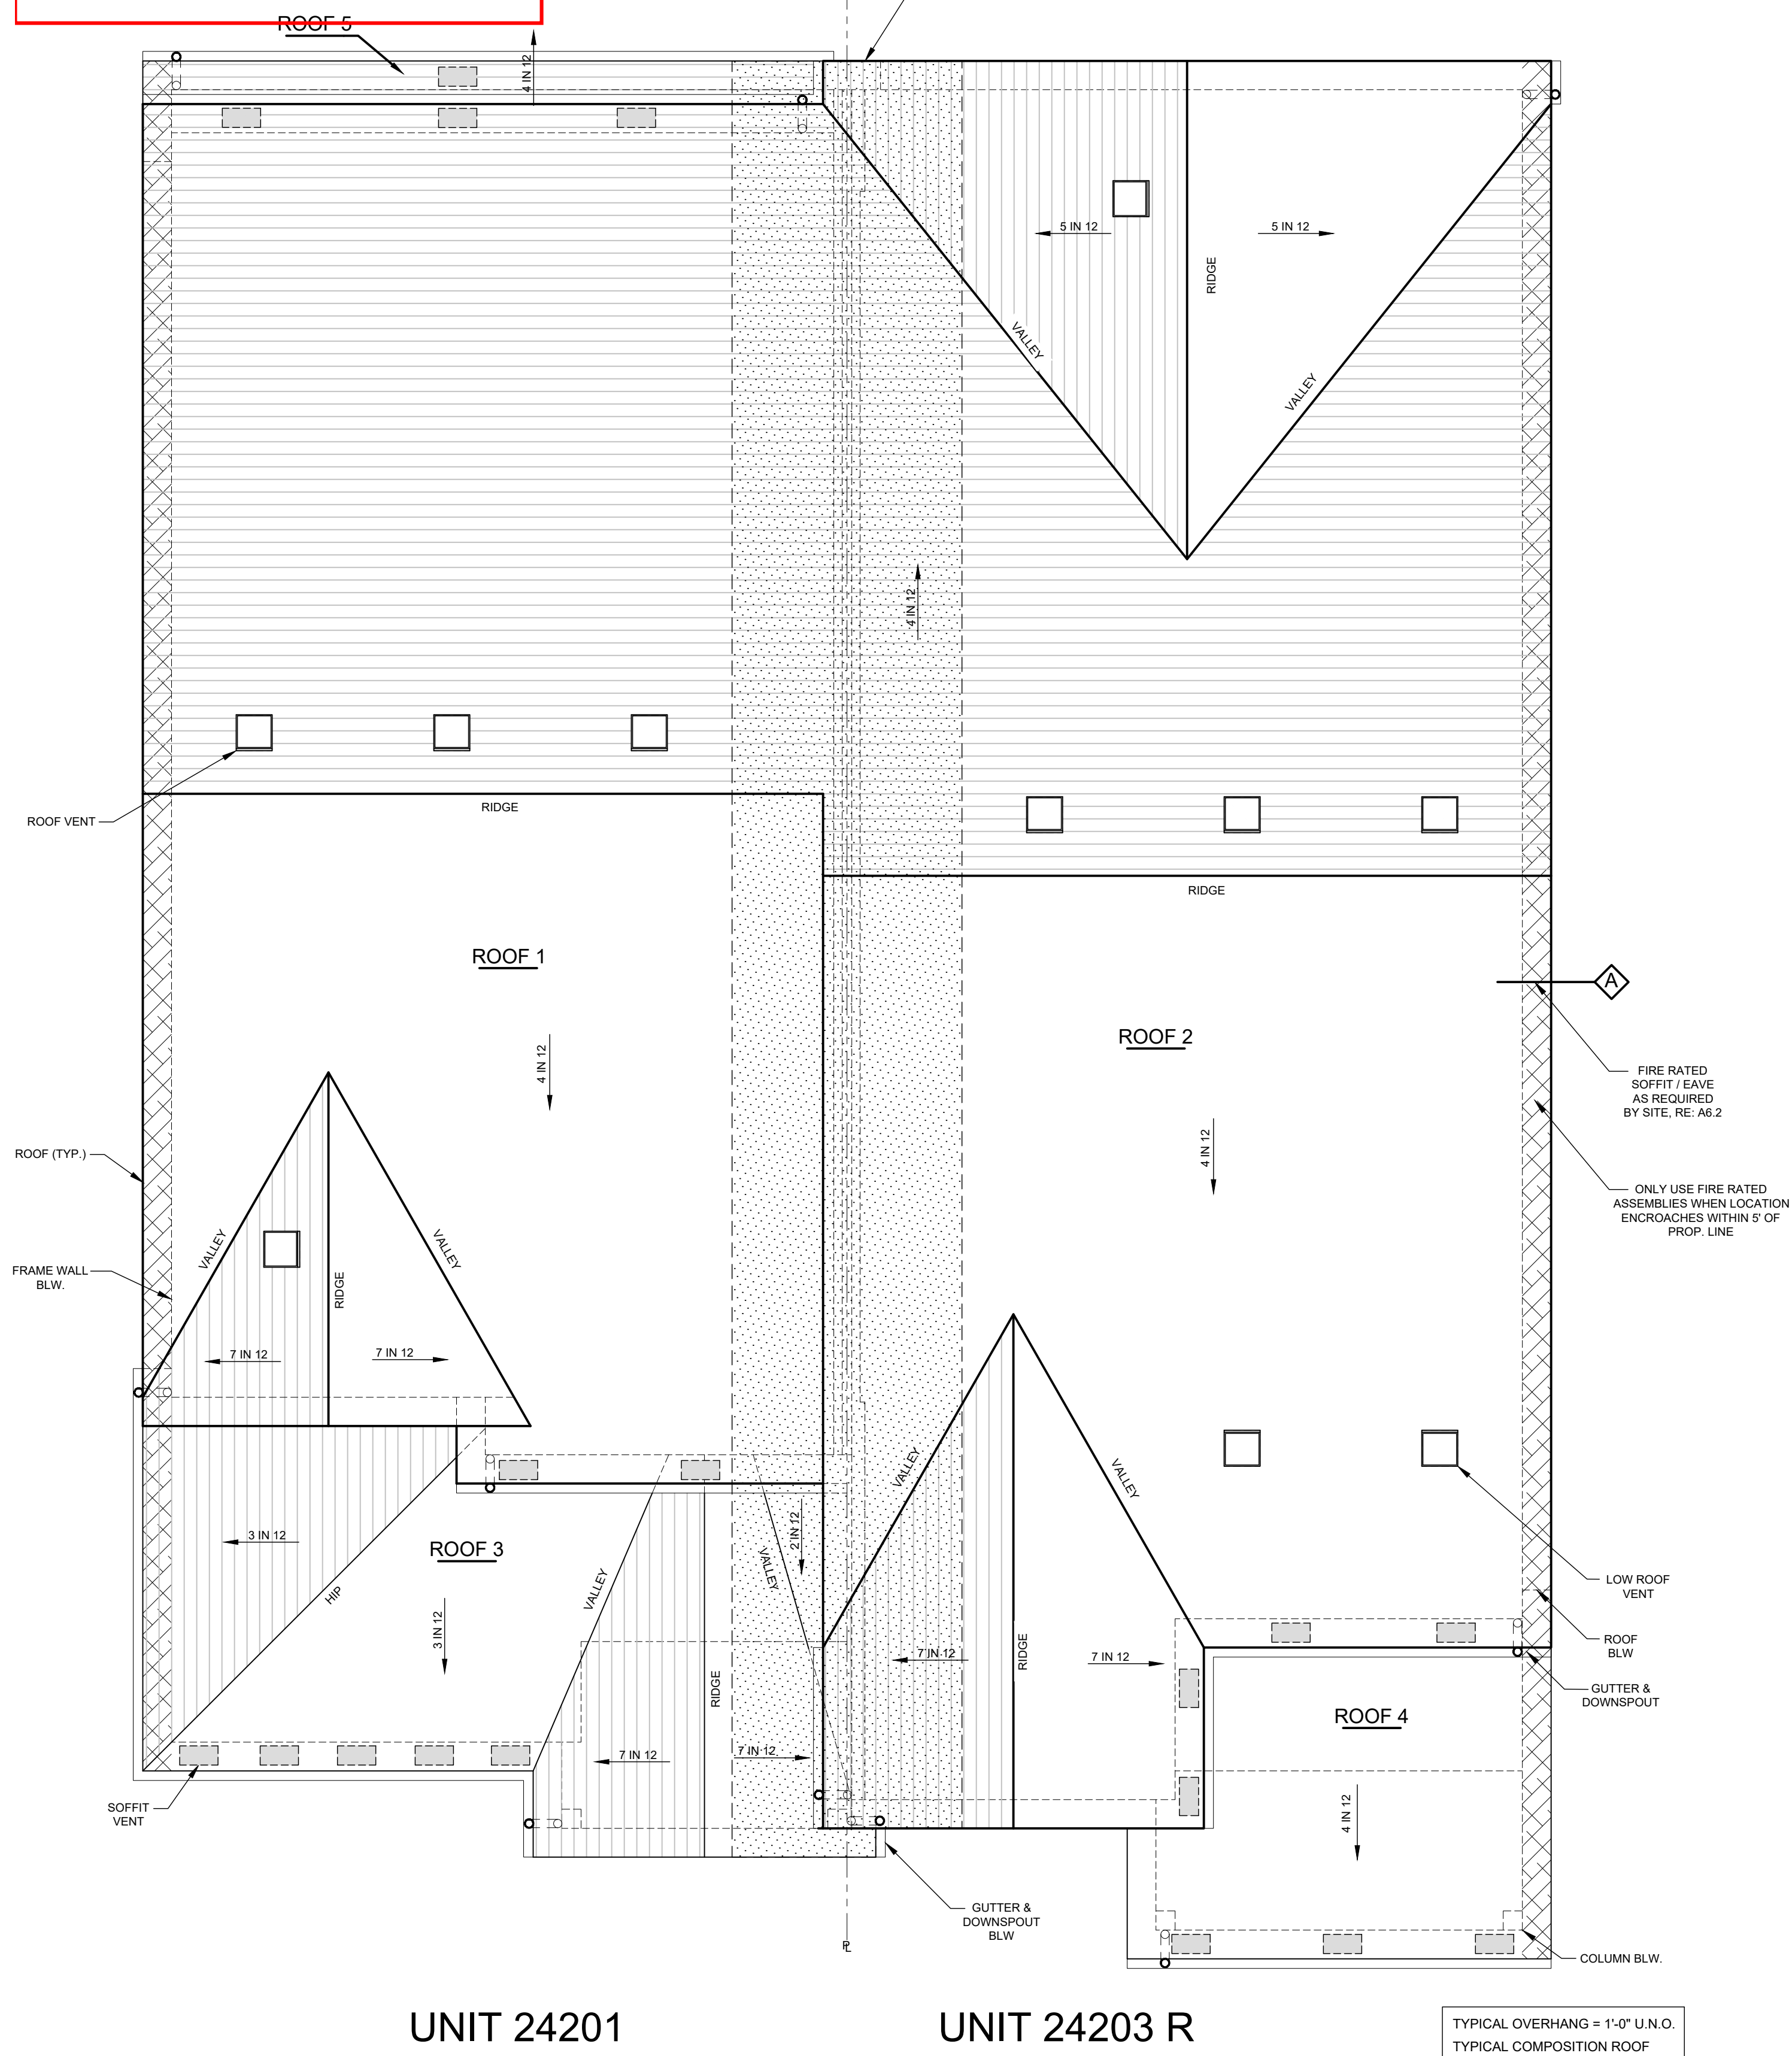 ROOF 5
4 IN 12
5 IN 12
5 IN 12
RIDGE
VALLEY
VALLEY
4 IN 12
ROOF VENT
RIDGE
RIDGE
ROOF 1
A
ROOF 2
4 IN 12
FIRE RATED
SOFFIT / EAVE
AS REQUIRED
BY SITE, RE: A6.2
4 IN 12
ROOF (TYP.)
ONLY USE FIRE RATED
ASSEMBLIES WHEN LOCATION
ENCROACHES WITHIN 5' OF
PROP. LINE
VALLEY
VALLEY
FRAME WALL
BLW.
RIDGE
7 IN 12
7 IN 12
VALLEY
VALLEY
3 IN 12
2 IN 12
ROOF 3
VALLEY
VALLEY
HIP
LOW ROOF
VENT
3 IN 12
ROOF
BLW
7 IN 12
RIDGE
7 IN 12
RIDGE
GUTTER &
DOWNSPOUT
ROOF 4
7 IN 12
7 IN 12
SOFFIT
VENT
4 IN 12
GUTTER &
DOWNSPOUT
BLW
PL
COLUMN BLW.
UNIT 24201
UNIT 24203 R
TYPICAL OVERHANG = 1'-0" U.N.O.
TYPICAL COMPOSITION ROOF